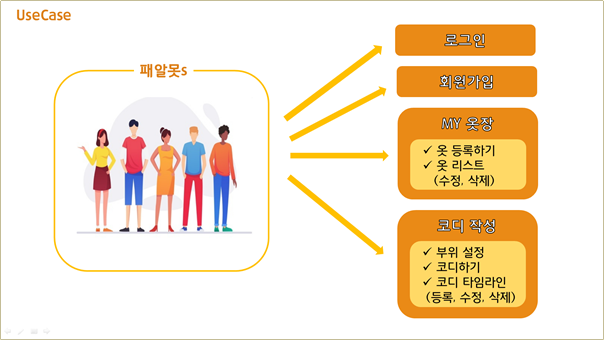 UseCase
패알못s
로그인
회원가입
MY 옷장
✓ 옷 등록하기
✓ 옷 리스트
(수정, 삭제)
코디 작성
✓ 부위 설정
✓ 코디하기
✓ 코디 타임라인
(등록, 수정, 삭제)